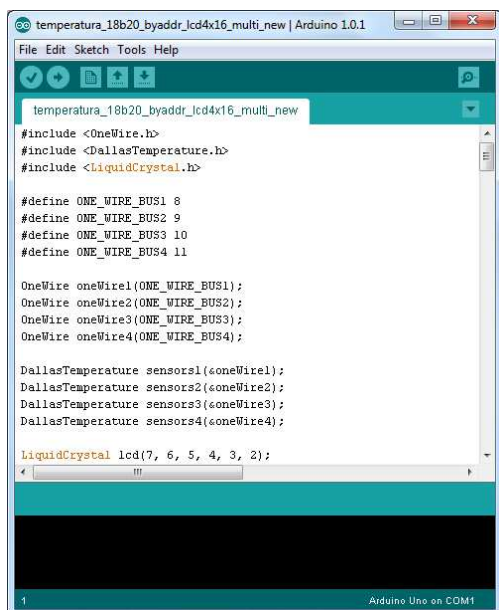 temperatura_18b20_byaddr_lcd4x16_multi_new | Arduino 1.0.1
File Edit Sketch Tools Help
temperatura_18b20_byaddr_lcd4x16_multi_new
#include <OneWire.h>
#include <DallasTemperature.h>
#include <LiquidCrystal.h>
#define ONE_WIRE_BUS1 8
#define ONE_WIRE_BUS2 9
#define ONE_WIRE_BUS3 10
#define ONE_WIRE_BUS4 11
OneWire oneWire1(ONE_WIRE_BUS1);
OneWire oneWire2(ONE_WIRE_BUS2);
OneWire oneWire3(ONE_WIRE_BUS3);
OneWire oneWire4(ONE_WIRE_BUS4);
DallasTemperature sensors1(&oneWire1);
DallasTemperature sensors2(&oneWire2);
DallasTemperature sensors3(&oneWire3);
DallasTemperature sensors4(&oneWire4);
LiquidCrystal lcd(7, 6, 5, 4, 3, 2);
1 Arduino Uno on COM1